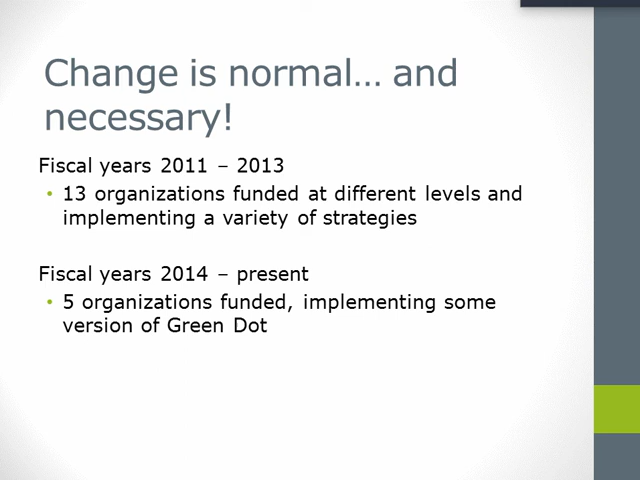 Change is normal… and
necessary!
Fiscal years 2011 – 2013
• 13 organizations funded at different levels and
implementing a variety of strategies
Fiscal years 2014 – present
• 5 organizations funded, implementing some
version of Green Dot